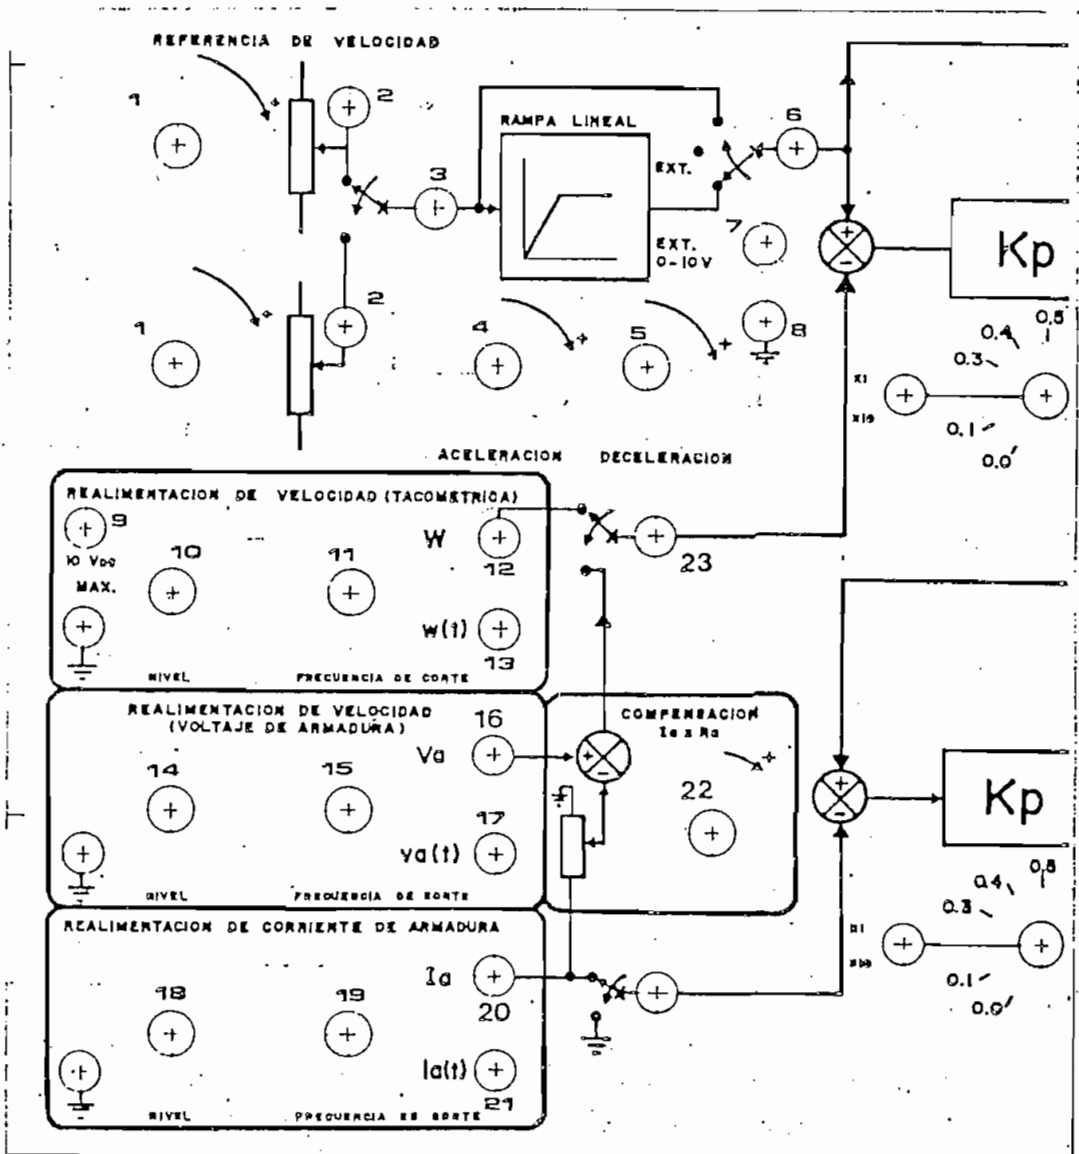 REFERENCIA DE VELOCIDAD
1
2
3
RAMPA LINEAL
EXT.
6
EXT.
0-10V
7
Kp
1
2
4
5
8
0.5
0.4
0.3
x1
x10
0.1
0.0
ACELERACION DECELERACION
REALIMENTACION DE VELOCIDAD (TACOMETRICA)
9
10 VDC
MAX.
10
11
W
12
w(t)
13
NIVEL
FRECUENCIA DE CORTE
23
REALIMENTACION DE VELOCIDAD
(VOLTAJE DE ARMADURA)
16
Va
14
15
17
va(t)
NIVEL
FRECUENCIA DE CORTE
COMPENSACION
Ia x Ra
22
Kp
0.5
0.4
0.3
x1
x10
0.1
0.0
REALIMENTACION DE CORRIENTE DE ARMADURA
Ia
20
18
19
Ia(t)
21
NIVEL
FRECUENCIA DE CORTE